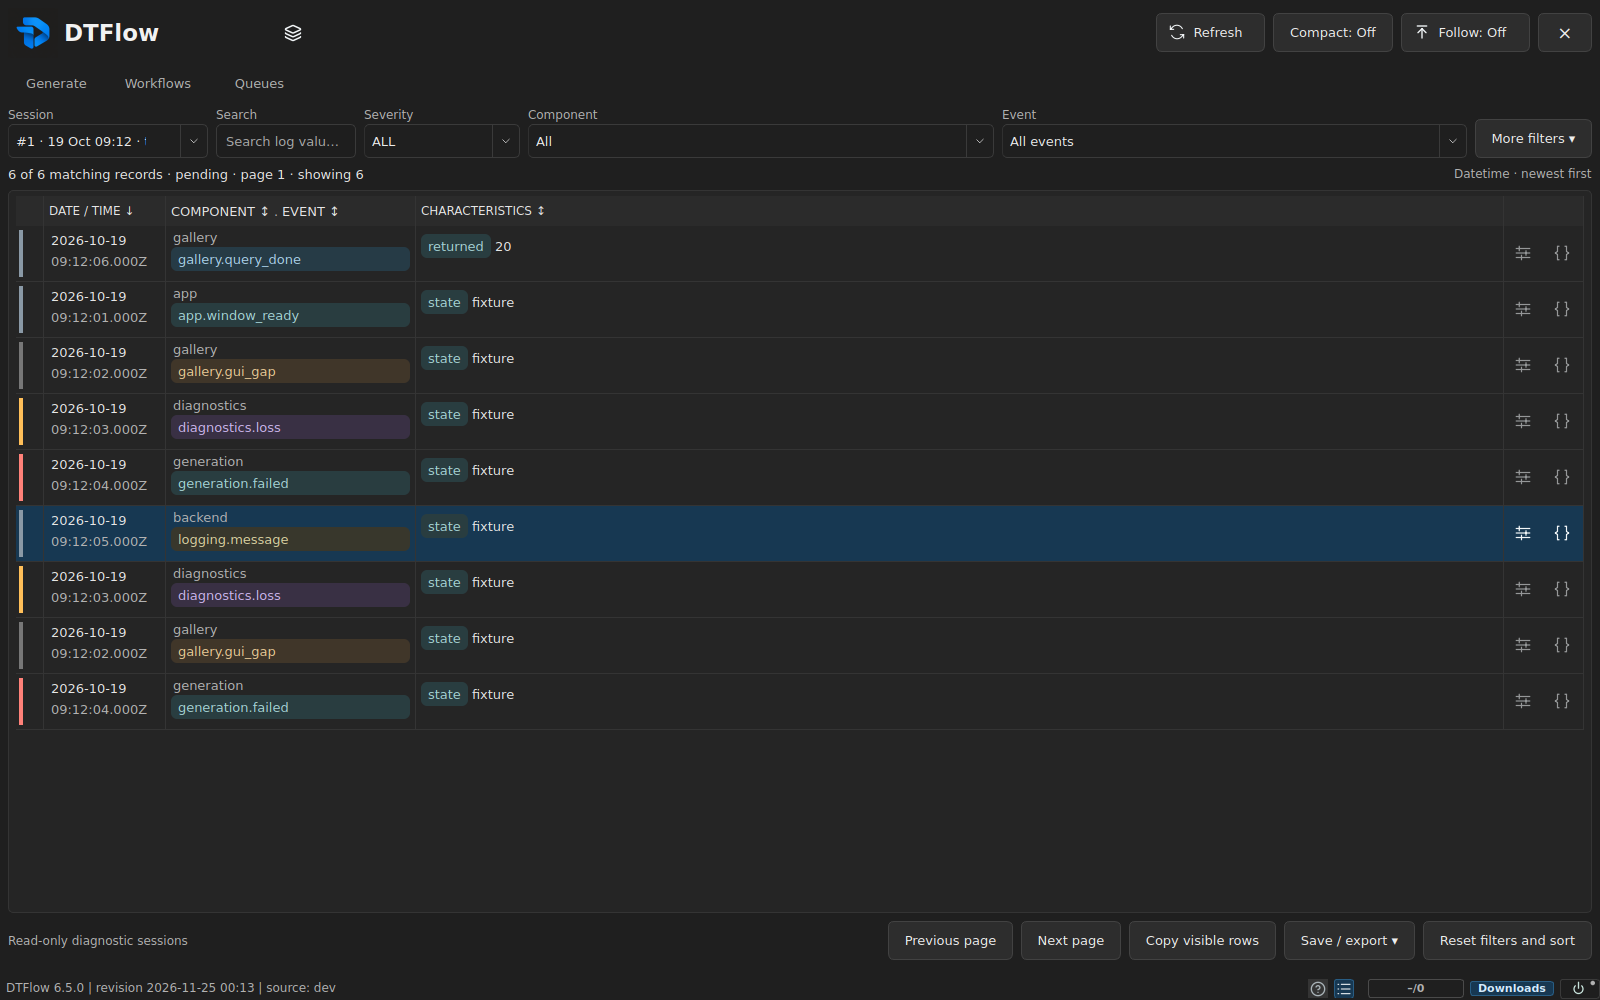 DTFlow
Refresh
Compact: Off
Follow: Off
×
Generate Workflows Queues
Session Search Severity Component Event
#1 · 19 Oct 09:12 · Search log valu... ALL All All events More filters ▾
6 of 6 matching records · pending · page 1 · showing 6
Datetime · newest first
DATE / TIME ↓ COMPONENT ↕ . EVENT ↕ CHARACTERISTICS ↕
2026-10-19 gallery
09:12:06.000Z gallery.query_done returned 20 { }
2026-10-19 app
09:12:01.000Z app.window_ready state fixture { }
2026-10-19 gallery
09:12:02.000Z gallery.gui_gap state fixture { }
2026-10-19 diagnostics
09:12:03.000Z diagnostics.loss state fixture { }
2026-10-19 generation
09:12:04.000Z generation.failed state fixture { }
2026-10-19 backend
09:12:05.000Z logging.message state fixture { }
2026-10-19 diagnostics
09:12:03.000Z diagnostics.loss state fixture { }
2026-10-19 gallery
09:12:02.000Z gallery.gui_gap state fixture { }
2026-10-19 generation
09:12:04.000Z generation.failed state fixture { }
Read-only diagnostic sessions
Previous page Next page Copy visible rows Save / export ▾ Reset filters and sort
DTFlow 6.5.0 | revision 2026-11-25 00:13 | source: dev
-/0 Downloads